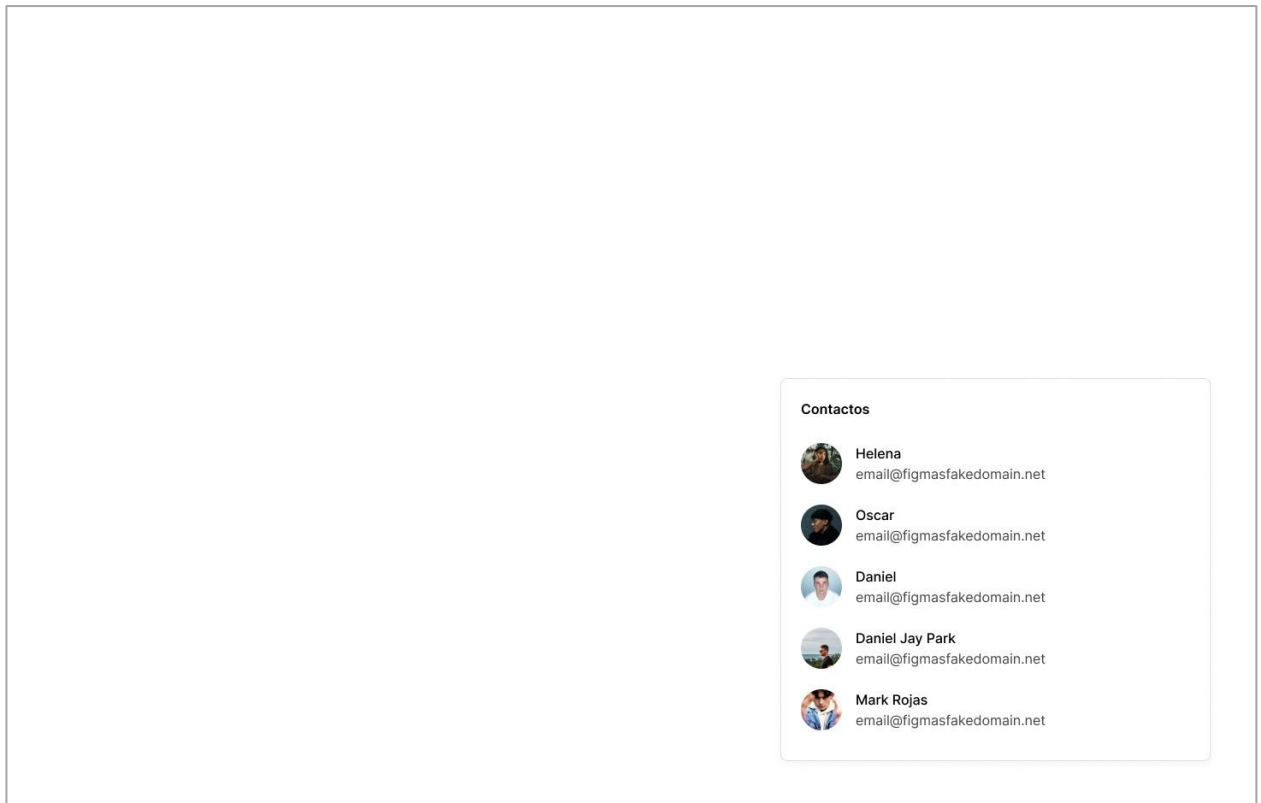 Contactos
Helena
email@figmasfakedomain.net
Oscar
email@figmasfakedomain.net
Daniel
email@figmasfakedomain.net
Daniel Jay Park
email@figmasfakedomain.net
Mark Rojas
email@figmasfakedomain.net